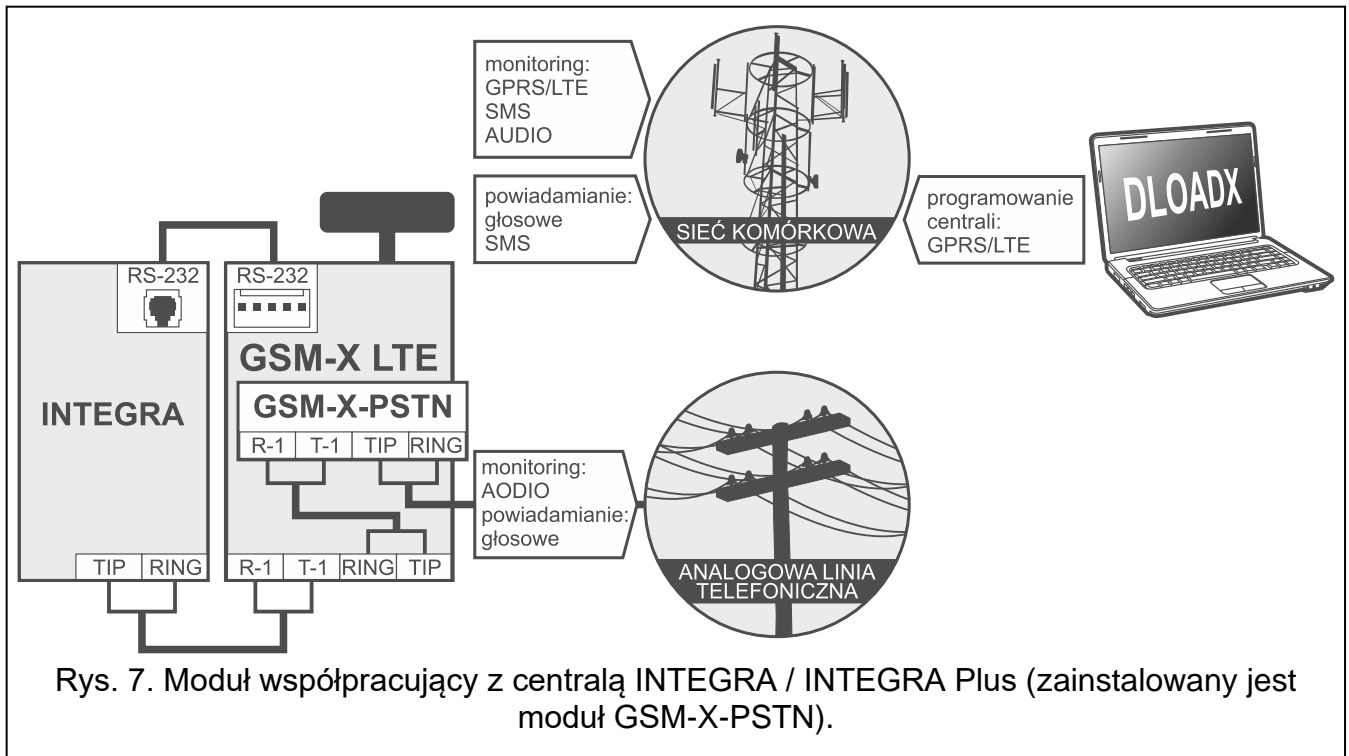 monitoring:
GPRS/LTE
SMS
AUDIO
powiadamianie:
głosowe
SMS
SIEĆ KOMÓRKOWA
programowanie
centrali:
GPRS/LTE
DLOADX
RS-232
RS-232
INTEGRA
GSM-X LTE
GSM-X-PSTN
R-1 T-1 TIP RING
monitoring:
AODIO
powiadamianie:
głosowe
ANALOGOWA LINIA
TELEFONICZNA
TIP RING
R-1 T-1 RING TIP
Rys. 7. Moduł współpracujący z centralą INTEGRA / INTEGRA Plus (zainstalowany jest
moduł GSM-X-PSTN).